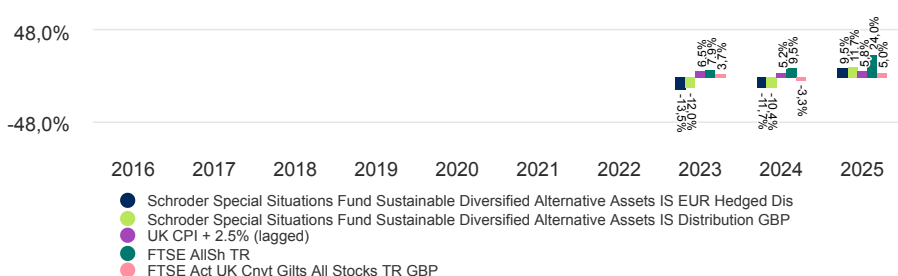 48,0%
-48,0%
-13,5%
-12,0%
6,5%
7,9%
3,7%
-11,7%
-10,4%
5,2%
9,5%
-3,3%
9,5%
11,7%
5,8%
24,0%
5,0%
2016 2017 2018 2019 2020 2021 2022 2023 2024 2025
Schroder Special Situations Fund Sustainable Diversified Alternative Assets IS EUR Hedged Dis
Schroder Special Situations Fund Sustainable Diversified Alternative Assets IS Distribution GBP
UK CPI + 2.5% (lagged)
FTSE AllSh TR
FTSE Act UK Cnvt Gilts All Stocks TR GBP